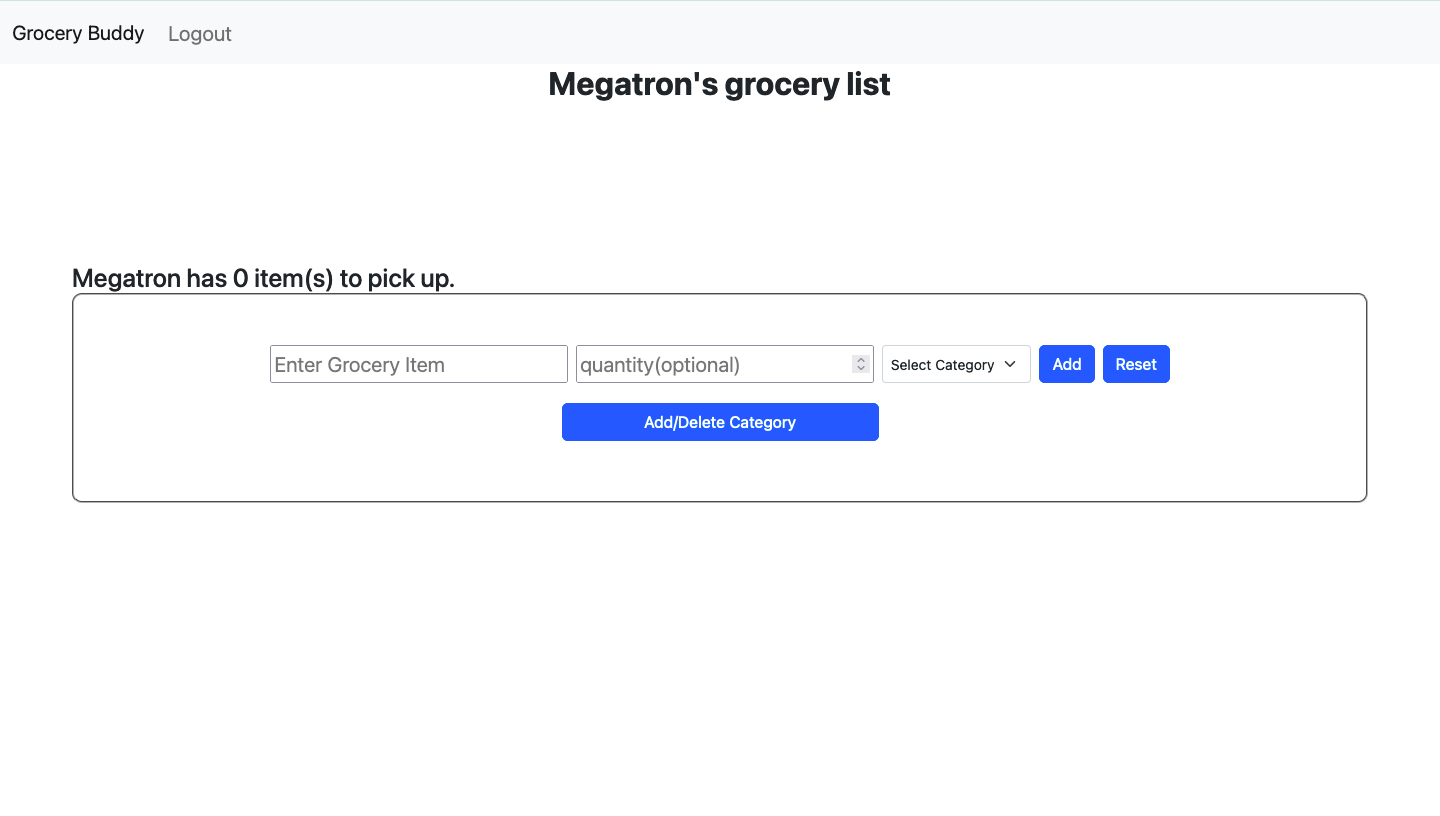 Grocery Buddy Logout
Megatron's grocery list
Megatron has 0 item(s) to pick up.
Enter Grocery Item quantity(optional) Select Category Add Reset
Add/Delete Category